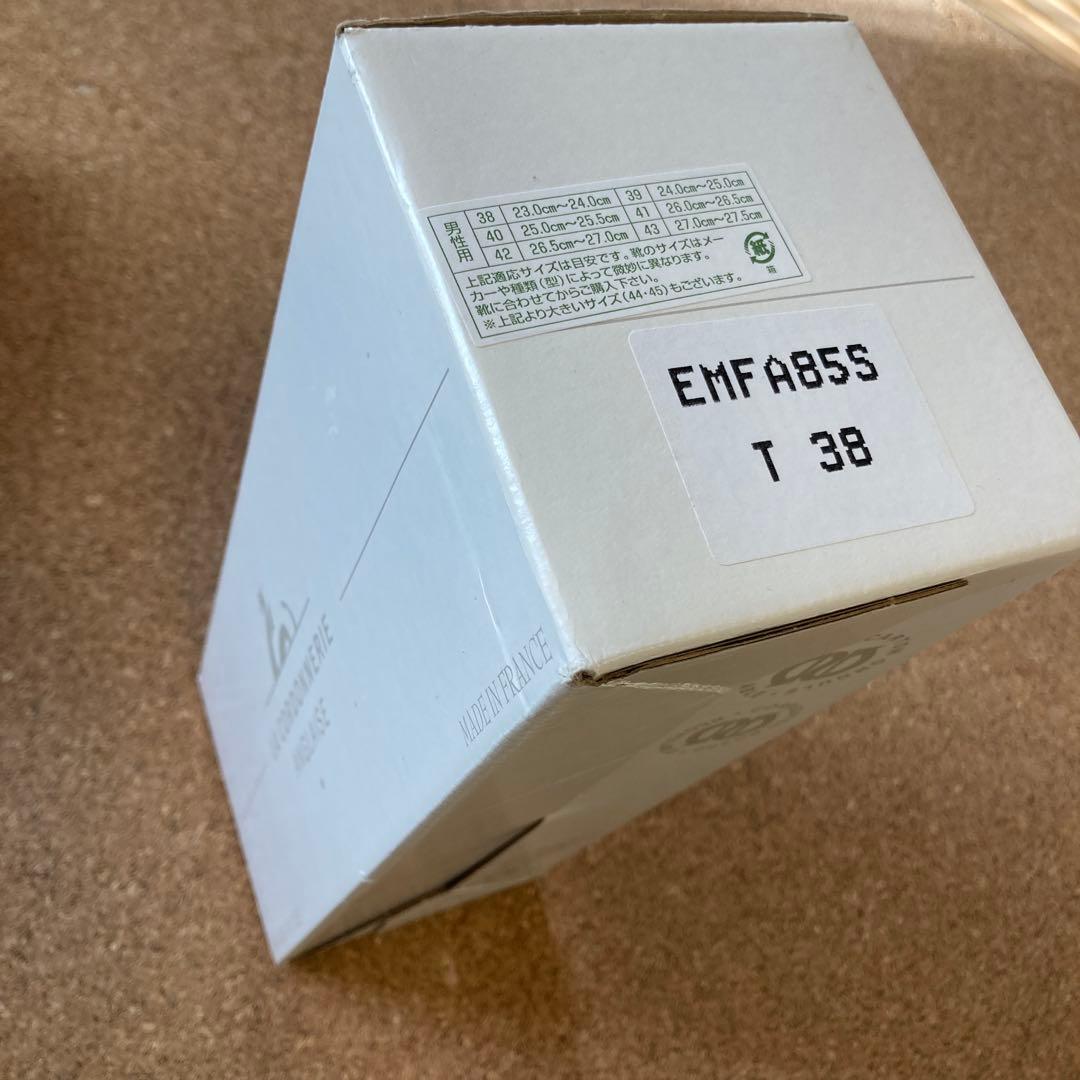 男性用
38 23.0cm～24.0cm 39 24.0cm～25.0cm
40 25.0cm～25.5cm 41 26.0cm～26.5cm
42 26.5cm～27.0cm 43 27.0cm～27.5cm
上記適応サイズは目安です。靴のサイズはメー
カーや種類(型)によって微妙に異なります。
靴に合わせてからご購入下さい。
※上記より大きいサイズ(44・45)もございます。
紙
箱
EMFA85S
T 38
LA CORDONNERIE
ANGLAISE
MADE IN FRANCE